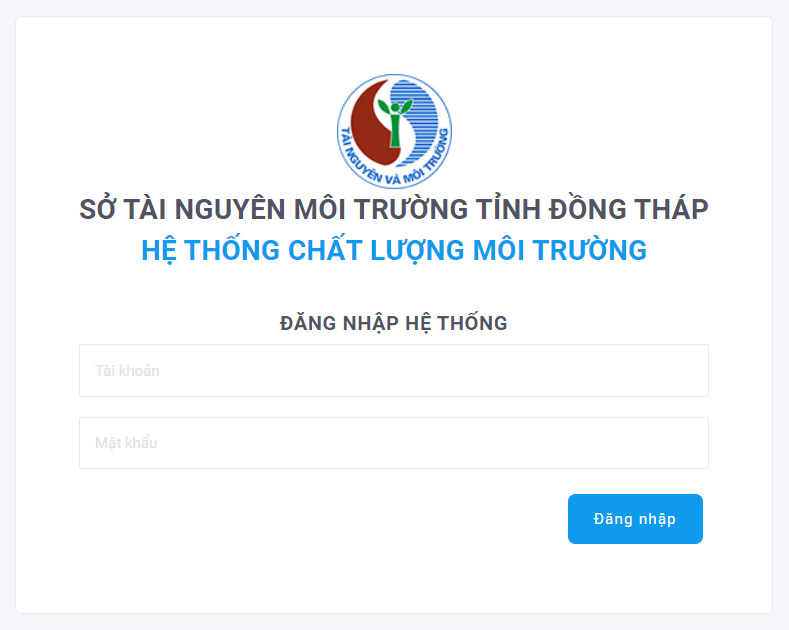 TÀI NGUYÊN VÀ MÔI TRƯỜNG
SỞ TÀI NGUYÊN MÔI TRƯỜNG TỈNH ĐỒNG THÁP
HỆ THỐNG CHẤT LƯỢNG MÔI TRƯỜNG
ĐĂNG NHẬP HỆ THỐNG
Tài khoản
Mật khẩu
Đăng nhập